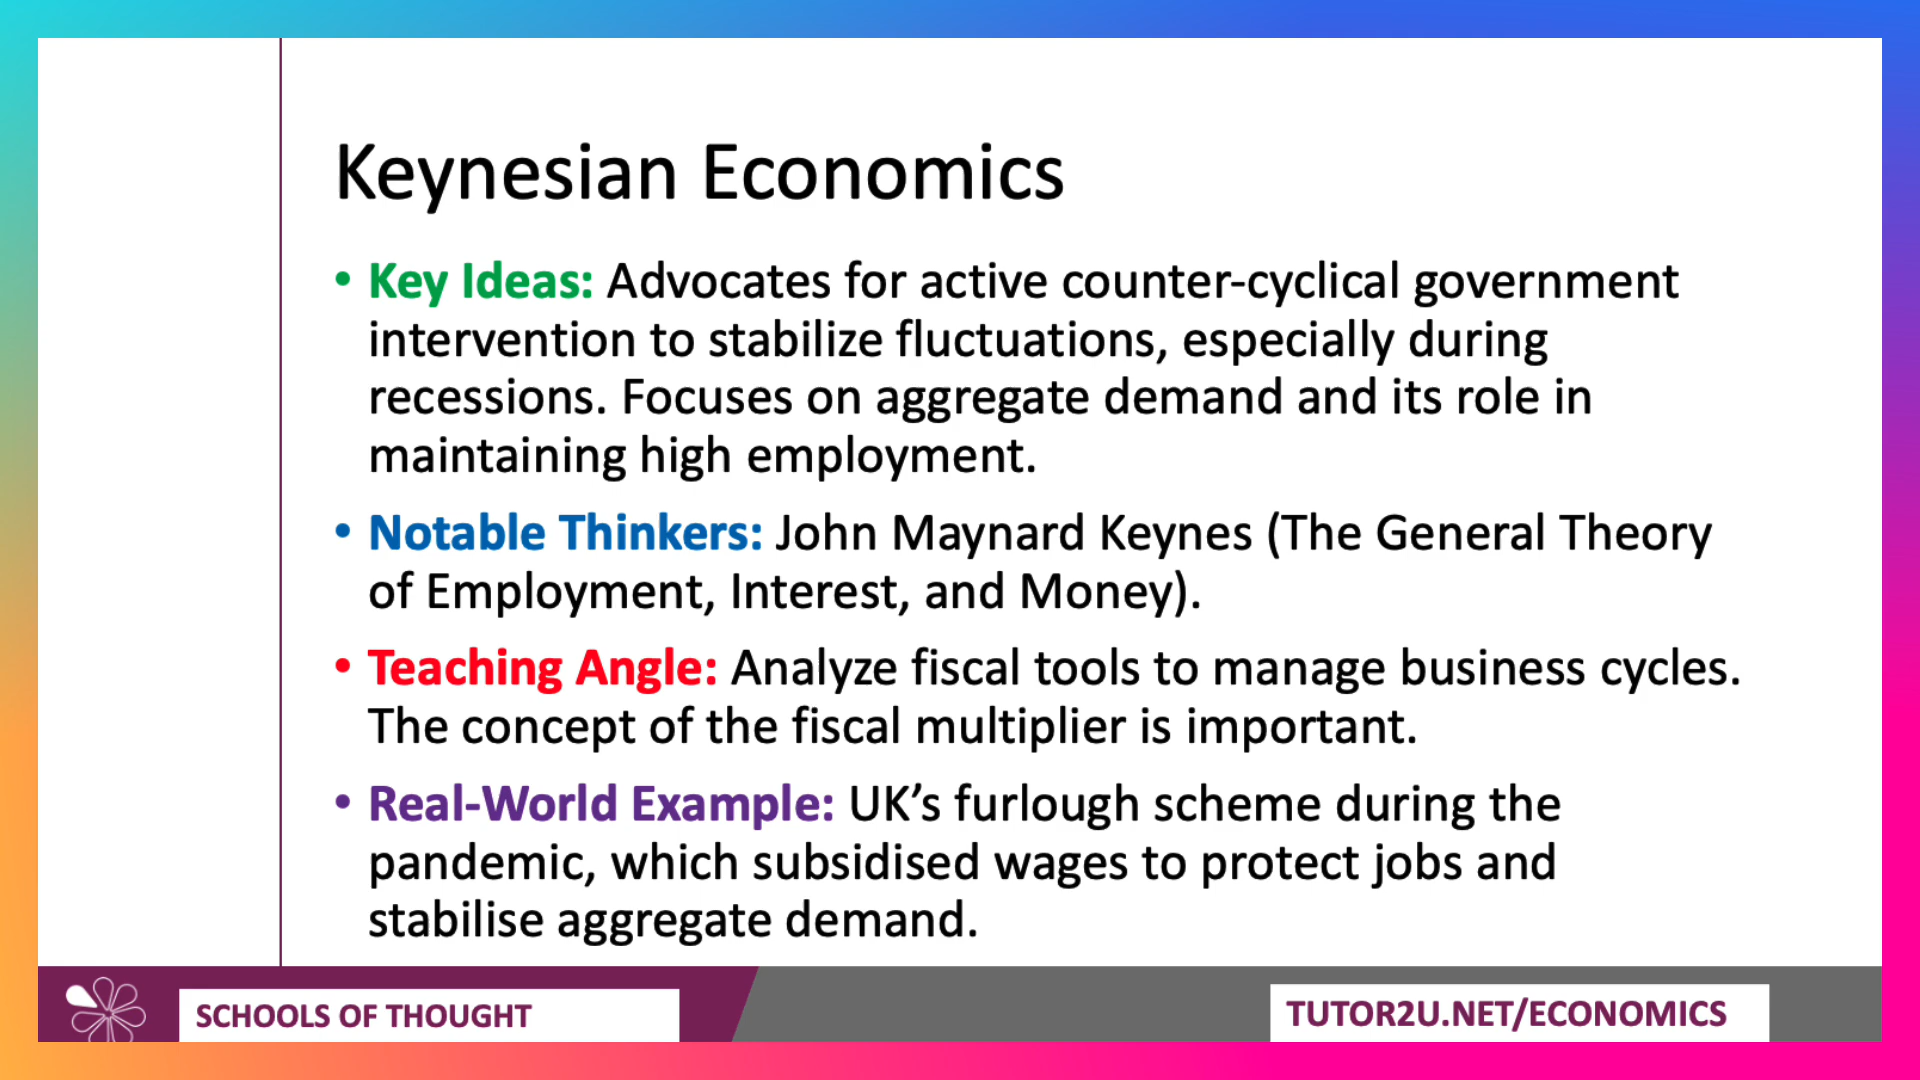 Keynesian Economics
• Key Ideas: Advocates for active counter-cyclical government
intervention to stabilize fluctuations, especially during
recessions. Focuses on aggregate demand and its role in
maintaining high employment.
• Notable Thinkers: John Maynard Keynes (The General Theory
of Employment, Interest, and Money).
• Teaching Angle: Analyze fiscal tools to manage business cycles.
The concept of the fiscal multiplier is important.
• Real-World Example: UK’s furlough scheme during the
pandemic, which subsidised wages to protect jobs and
stabilise aggregate demand.
SCHOOLS OF THOUGHT
TUTOR2U.NET/ECONOMICS